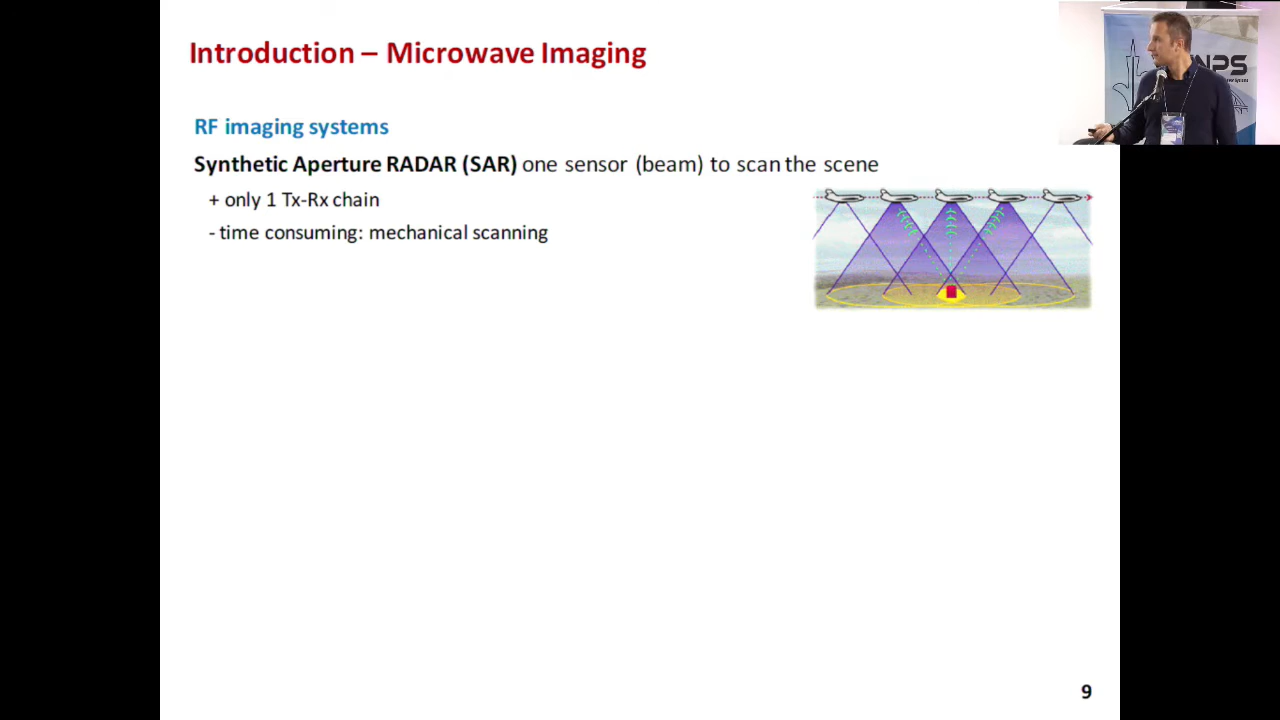 Introduction – Microwave Imaging
RF imaging systems
Synthetic Aperture RADAR (SAR) one sensor (beam) to scan the scene
+ only 1 Tx-Rx chain
- time consuming: mechanical scanning
9
NPS